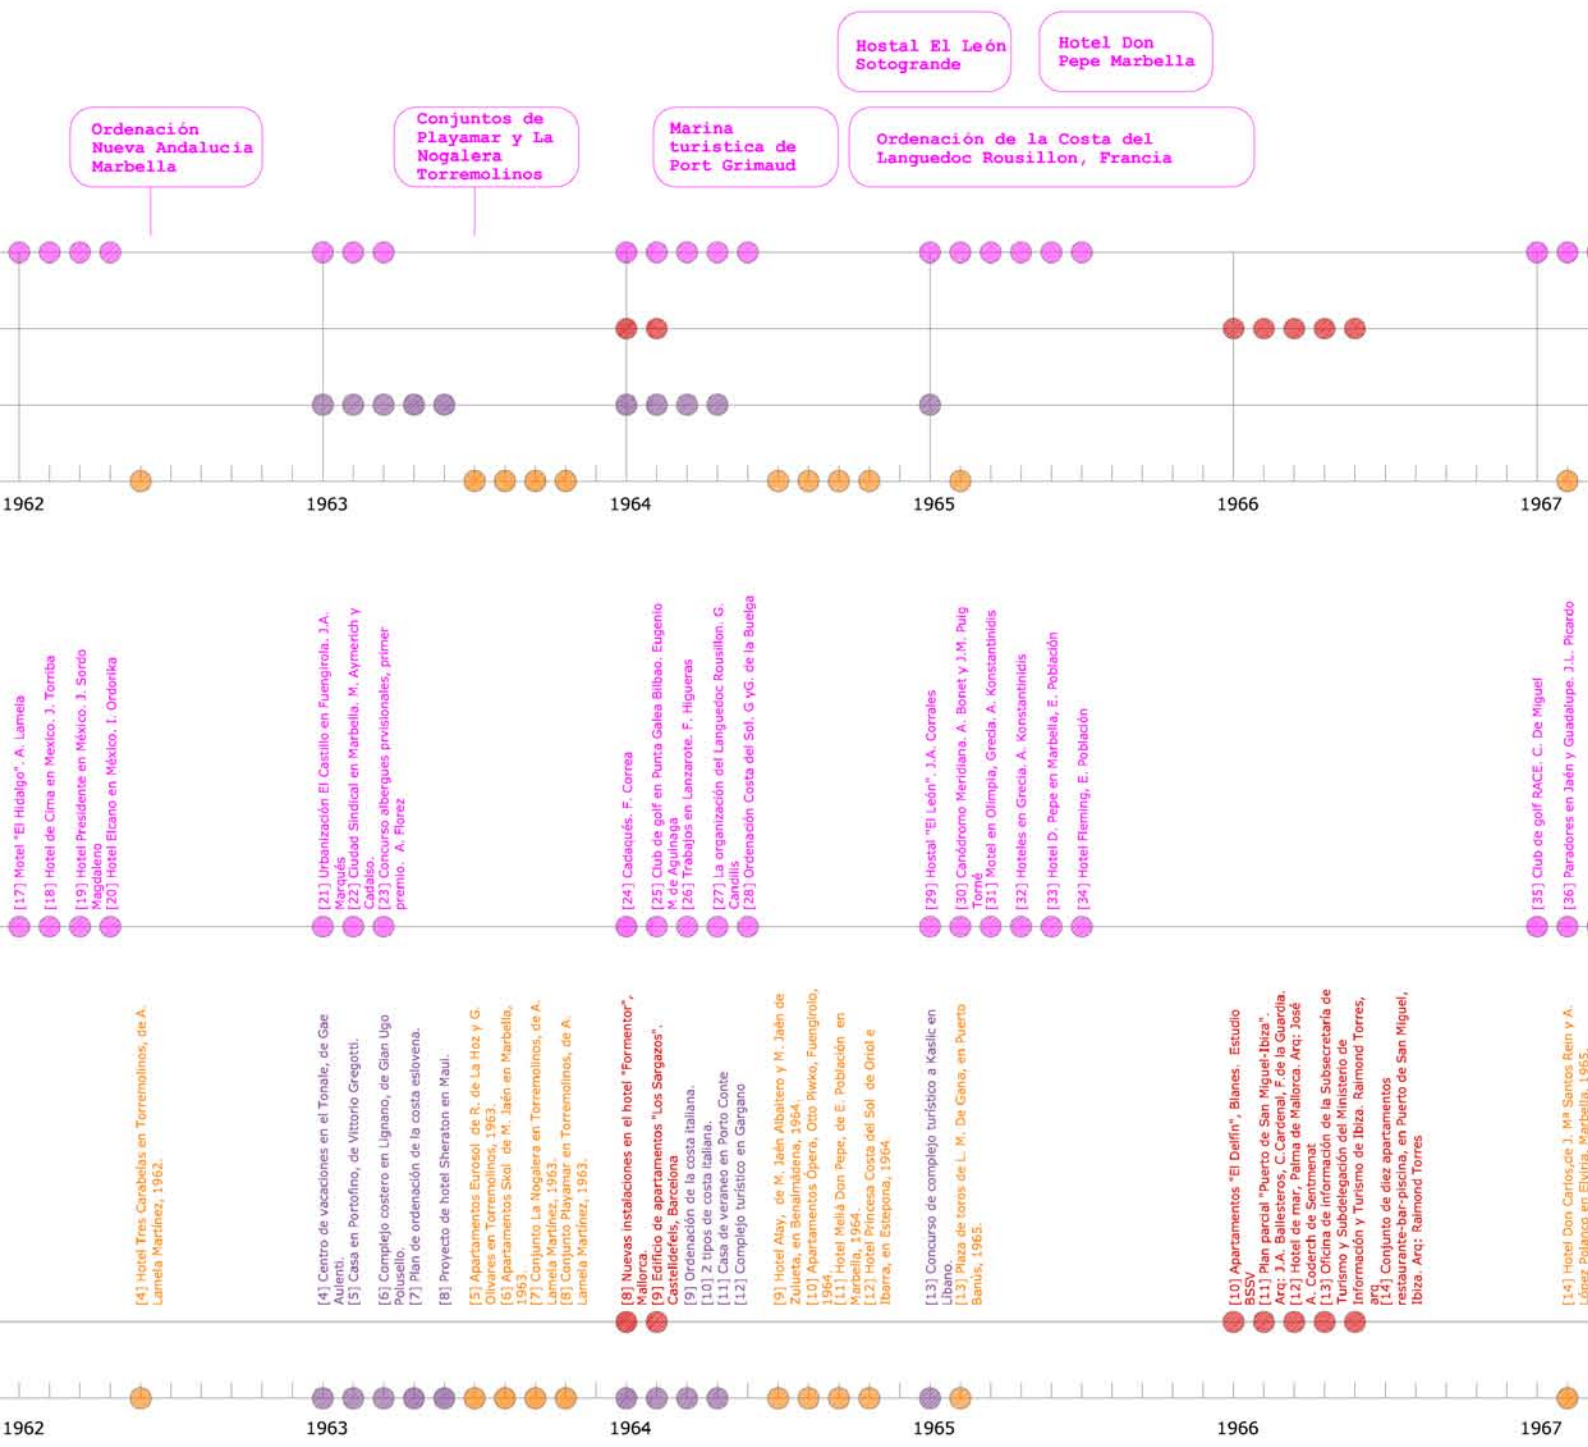 Hostal El León
Sotogrande
Hotel Don
Pepe Marbella
Ordenación
Nueva Andalucia
Marbella
Conjuntos de
Playamar y La
Nogalera
Torremolinos
Marina
turistica de
Port Grimaud
Ordenación de la Costa del
Languedoc Rousillon, Francia
1962
1963
1964
1965
1966
1967
[17] Motel "El Hidalgo". A. Lamela
[18] Hotel de Cima en Mexico. J. Torriba
[19] Hotel Presidente en México. J. Sordo
Magdaleno
[20] Hotel Elcano en México. I. Ordorika
[21] Urbanización El Castillo en Fuengirola. J.A.
Marqués
[22] Ciudad Sindical en Marbella. M. Aymerich y
Cadalso.
[23] Concurso albergues prvisionales, primer
premio. A. Florez
[24] Cadaqués. F. Correa
[25] Club de golf en Punta Galea Bilbao. Eugenio
M de Aguinaga
[26] Trabajos en Lanzarote. F. Higueras
[27] La organización del Languedoc Rousillon. G.
Candilis
[28] Ordenación Costa del Sol. G yG. de la Buelga
[29] Hostal "El León". J.A. Corrales
[30] Canódromo Meridiana. A. Bonet y J.M. Puig
Torné
[31] Motel en Olimpia, Grecia. A. Konstantinidis
[32] Hoteles en Grecia. A. Konstantinidis
[33] Hotel D. Pepe en Marbella, E. Población
[34] Hotel Fleming, E. Población
[35] Club de golf RACE. C. De Miguel
[36] Paradores en Jaén y Guadalupe. J.L. Picardo
[4] Hotel Tres Carabelas en Torremolinos, de A.
Lamela Martínez, 1962.
[4] Centro de vacaciones en el Tonale, de Gae
Aulenti.
[5] Casa en Portofino, de Vittorio Gregotti.
[6] Complejo costero en Lignano, de Gian Ugo
Polusello.
[7] Plan de ordenación de la costa eslovena.
[8] Proyecto de hotel Sheraton en Maui.
[5] Apartamentos Eurosol de R. de La Hoz y G.
Olivares en Torremolinos, 1963.
[6] Apartamentos Skol de M. Jaén en Marbella,
1963.
[7] Conjunto La Nogalera en Torremolinos, de A.
Lamela Martínez, 1963.
[8] Conjunto Playamar en Torremolinos, de A.
Lamela Martínez, 1963.
[8] Nuevas instalaciones en el hotel "Formentor",
Mallorca.
[9] Edificio de apartamentos "Los Sargazos".
Castelldefels, Barcelona
[9] Ordenación de la costa italiana.
[10] 2 tipos de costa italiana.
[11] Casa de veraneo en Porto Conte
[12] Complejo turístico en Gargano
[9] Hotel Alay, de M. Jaén Albaitero y M. Jaén de
Zulueta, en Benalmádena, 1964.
[10] Apartamentos Ópera, Otto Piwko, Fuengirolo,
1964.
[11] Hotel Meliá Don Pepe, de E. Población en
Marbella, 1964.
[12] Hotel Princesa Costa del Sol de Oriol e
Ibarra, en Estepona, 1964
[13] Concurso de complejo turístico a Kaslic en
Líbano.
[13] Plaza de toros de L. M. De Gana, en Puerto
Banús, 1965.
[10] Apartamentos "El Delfín", Blanes. Estudio
BSSV
[11] Plan parcial "Puerto de San Miguel-Ibiza".
Arq: J.A. Ballesteros, C.Cardenal, F.de la Guardia.
[12] Hotel de mar, Palma de Mallorca. Arq: José
A. Coderch de Sentmenat
[13] Oficina de información de la Subsecretaría de
Turismo y Subdelegación del Ministerio de
Información y Turismo de Ibiza. Raimond Torres,
arq
[14] Conjunto de diez apartamentos
restaurante-bar-piscina, en Puerto de San Miguel,
Ibiza. Arq: Raimond Torres
[14] Hotel Don Carlos,de J. Mª Santos Rein y A.
López Polanco en Elviria, Marbella, 1965.
1962
1963
1964
1965
1966
1967